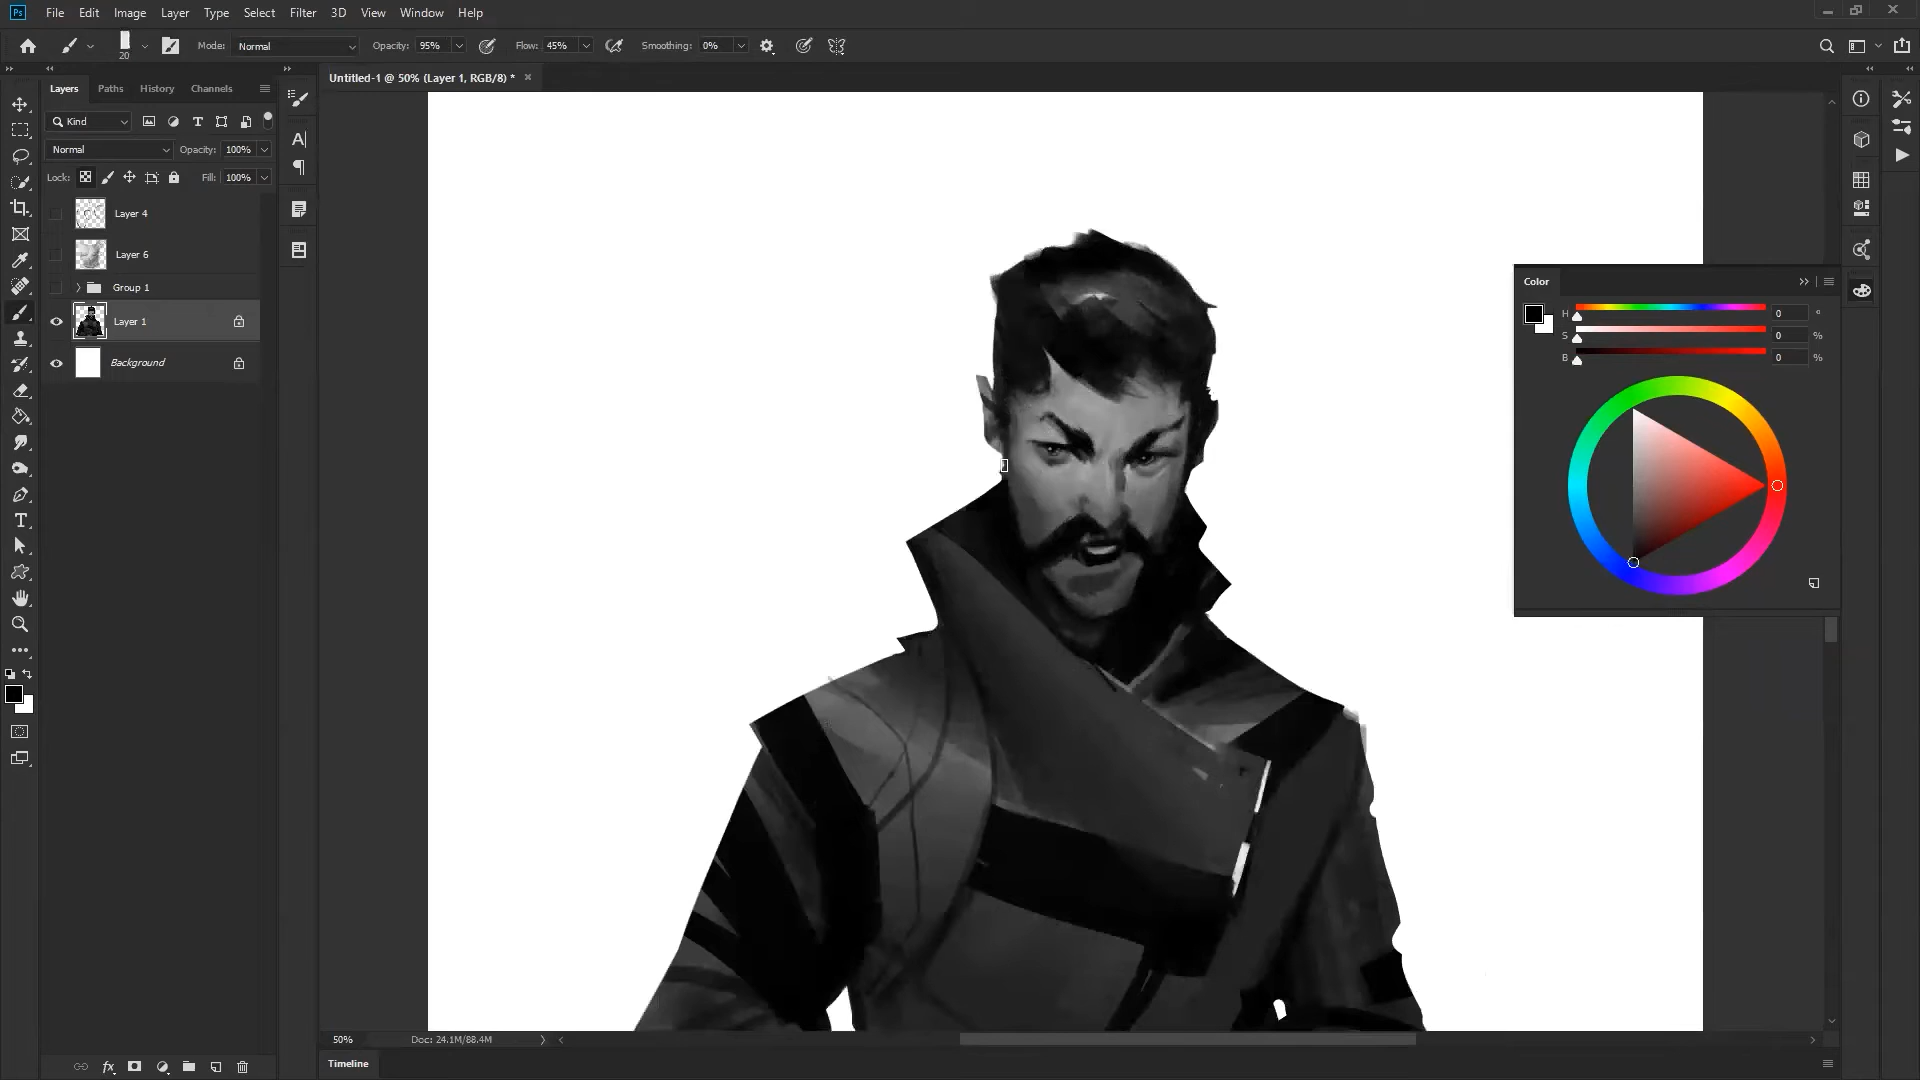 Ps File Edit Image Layer Type Select Filter 3D View Window Help
20 Mode: Normal Opacity: 95% Flow: 45% Smoothing: 0%
Untitled-1 @ 50% (Layer 1, RGB/8) *
Layers Paths History Channels
Kind
Normal Opacity: 100%
Lock: Fill: 100%
Layer 4
Layer 6
Group 1
Layer 1
Background
Color
H 0 °
S 0 %
B 0 %
50% Doc: 24.1M/88.4M
Timeline